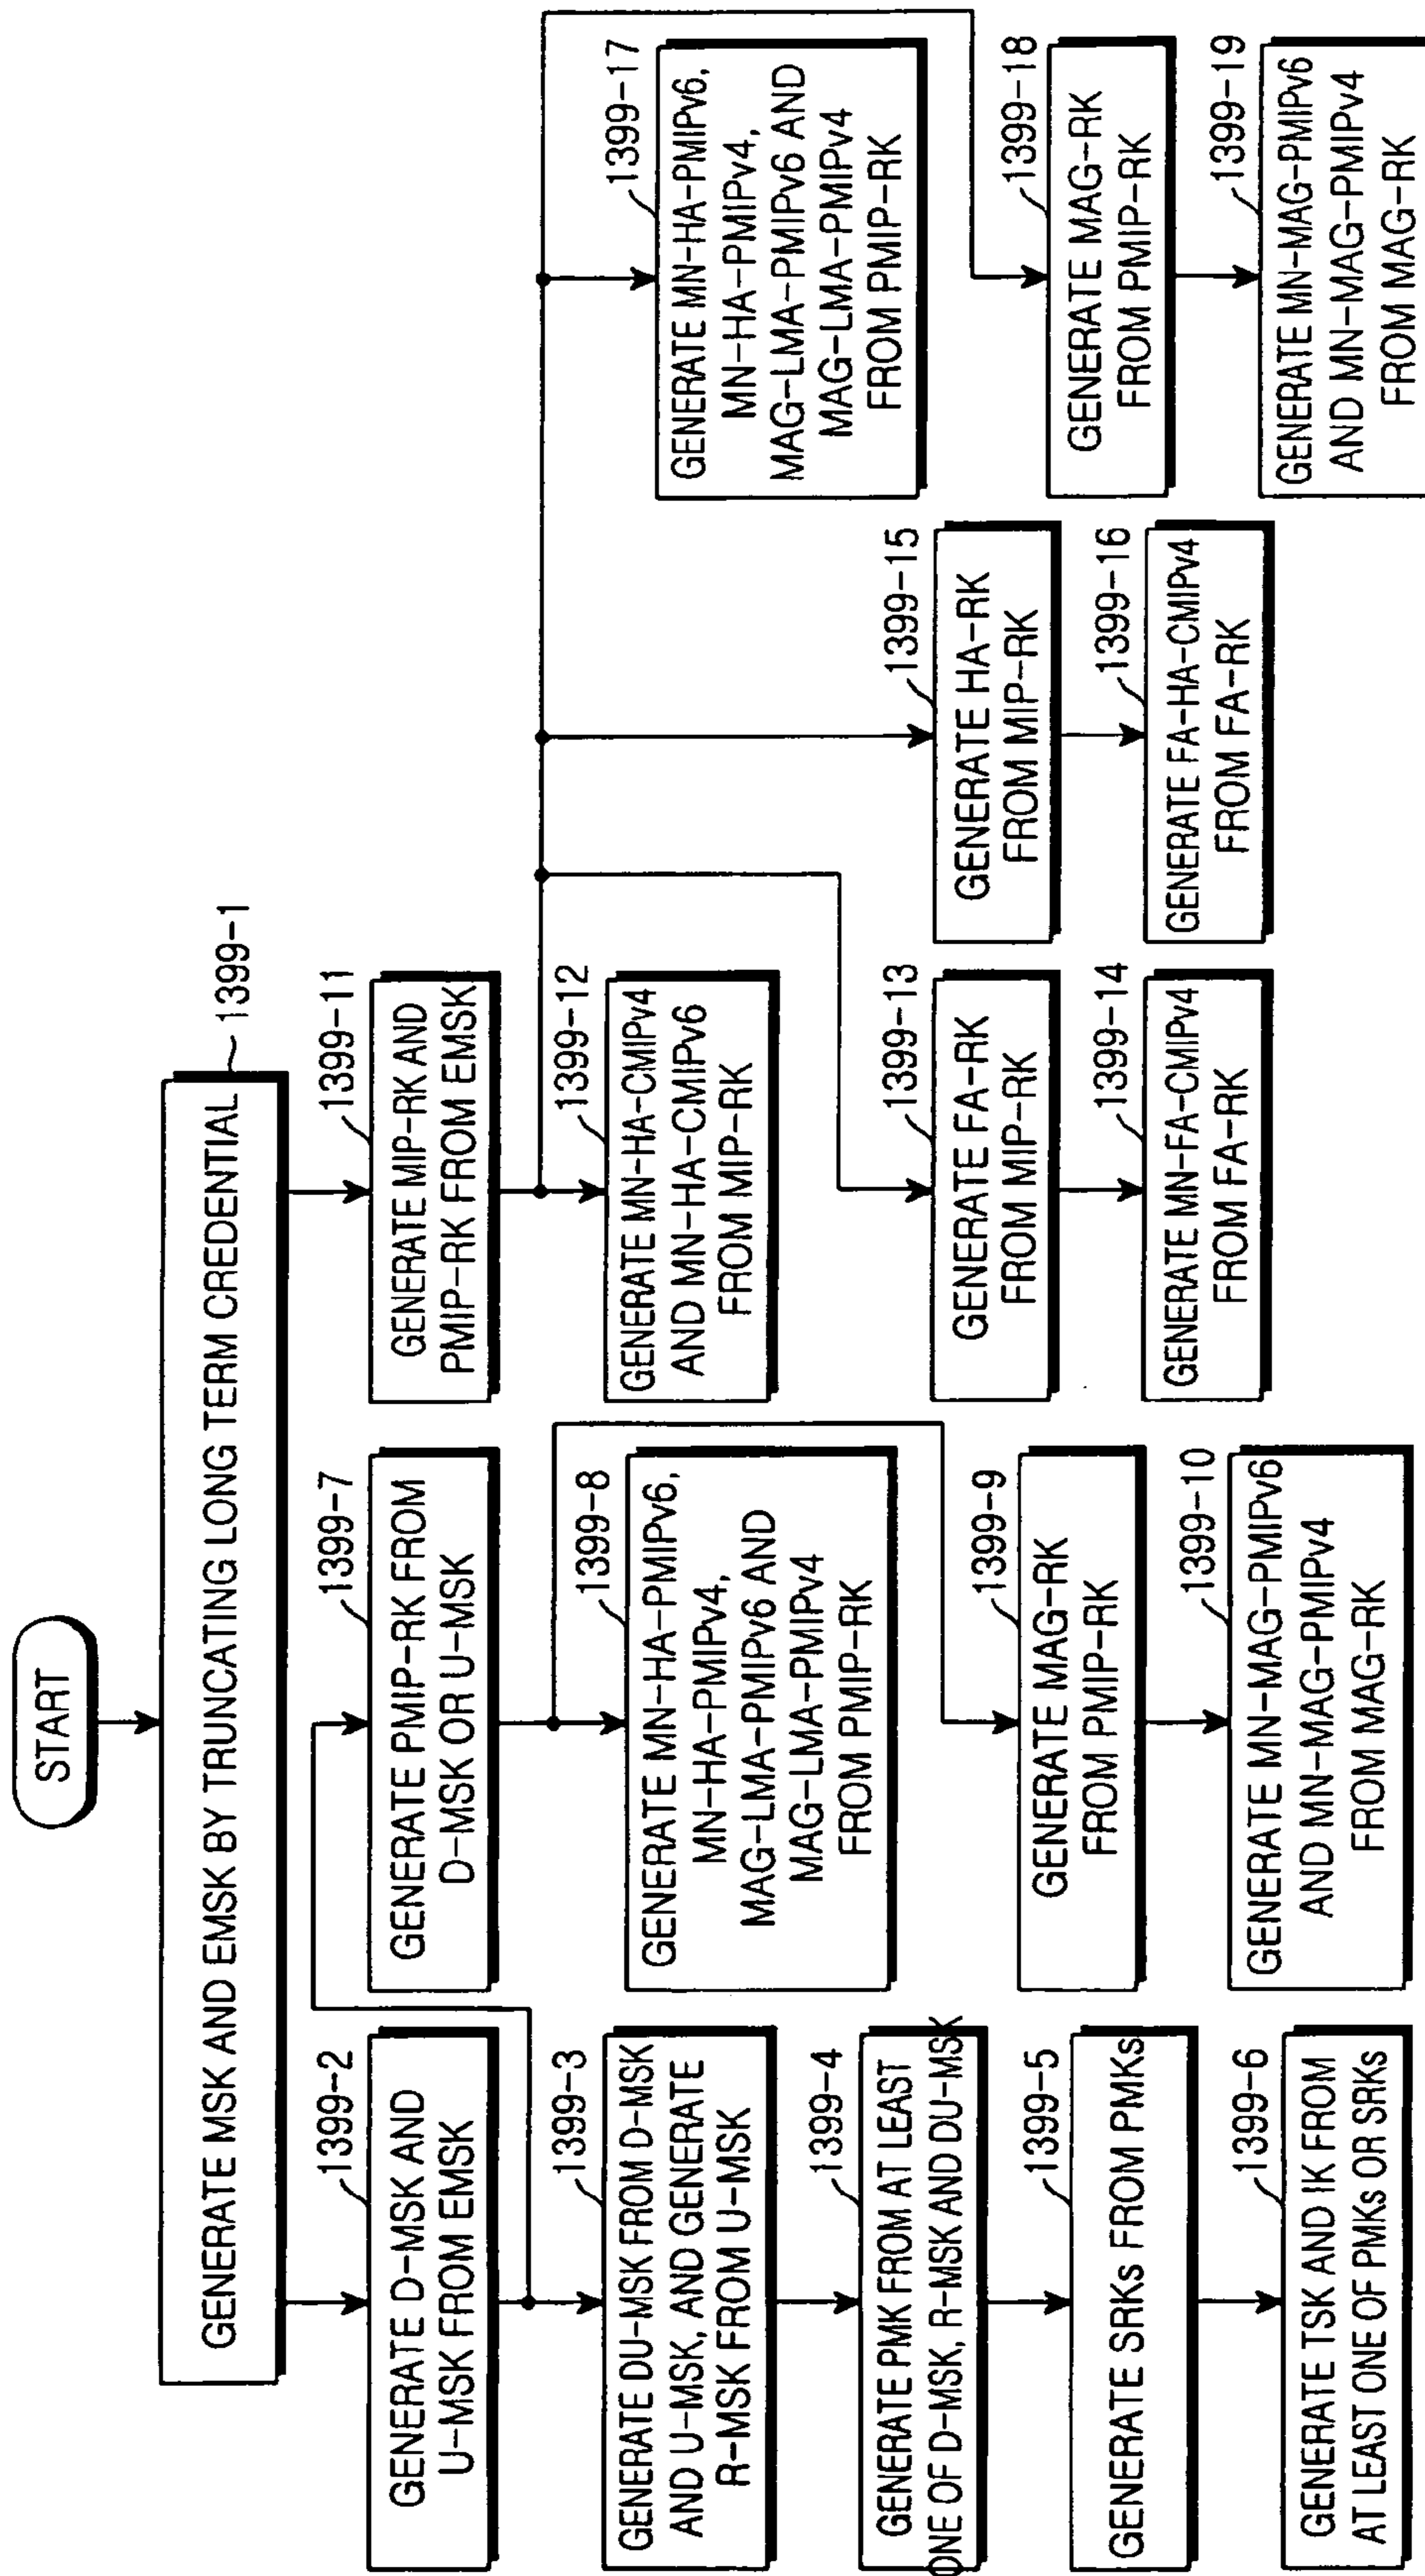 START
GENERATE MSK AND EMSK BY TRUNCATING LONG TERM CREDENTIAL
1399-1
1399-2
GENERATE D-MSK AND
U-MSK FROM EMSK
1399-3
GENERATE DU-MSK FROM D-MSK
AND U-MSK, AND GENERATE
R-MSK FROM U-MSK
1399-4
GENERATE PMK FROM AT LEAST
ONE OF D-MSK, R-MSK AND DU-MSK
1399-5
GENERATE SRKs FROM PMKs
1399-6
GENERATE TSK AND IK FROM
AT LEAST ONE OF PMKs OR SRKs
1399-7
GENERATE PMIP-RK FROM
D-MSK OR U-MSK
1399-8
GENERATE MN-HA-PMIPv6,
MN-HA-PMIPv4,
MAG-LMA-PMIPv6 AND
MAG-LMA-PMIPv4
FROM PMIP-RK
1399-9
GENERATE MAG-RK
FROM PMIP-RK
1399-10
GENERATE MN-MAG-PMIPv6
AND MN-MAG-PMIPv4
FROM MAG-RK
1399-11
GENERATE MIP-RK AND
PMIP-RK FROM EMSK
1399-12
GENERATE MN-HA-CMIPv4
AND MN-HA-CMIPv6
FROM MIP-RK
1399-13
GENERATE FA-RK
FROM MIP-RK
1399-14
GENERATE MN-FA-CMIPv4
FROM FA-RK
1399-15
GENERATE HA-RK
FROM MIP-RK
1399-16
GENERATE FA-HA-CMIPv4
FROM FA-RK
1399-17
GENERATE MN-HA-PMIPv6,
MN-HA-PMIPv4,
MAG-LMA-PMIPv6 AND
MAG-LMA-PMIPv4
FROM PMIP-RK
1399-18
GENERATE MAG-RK
FROM PMIP-RK
1399-19
GENERATE MN-MAG-PMIPv6
AND MN-MAG-PMIPv4
FROM MAG-RK